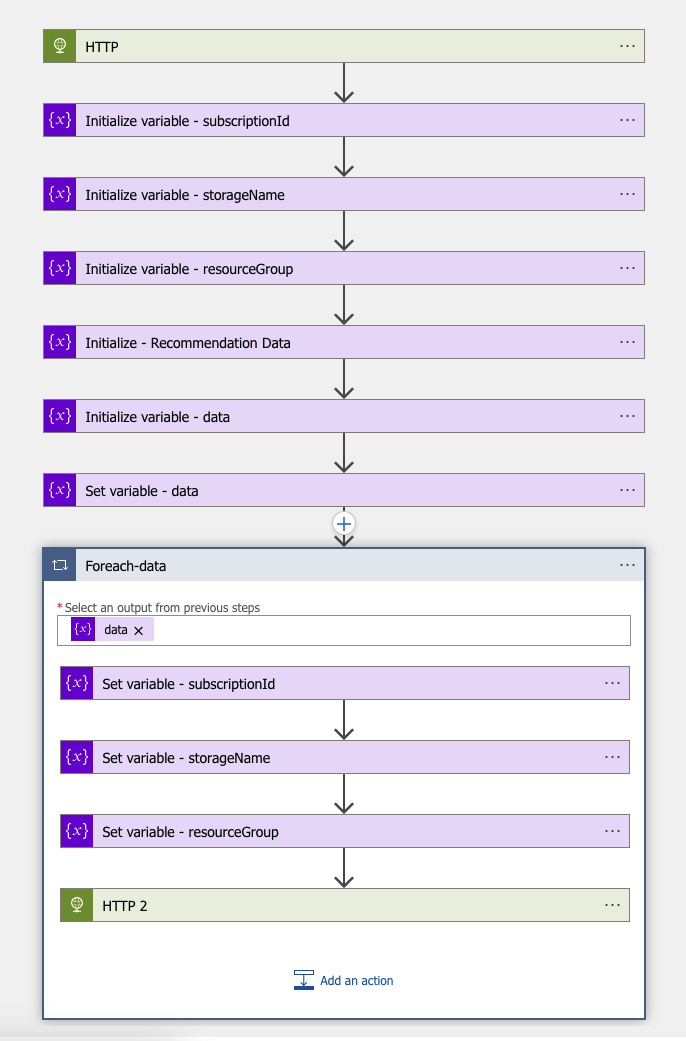 HTTP
...
{x} Initialize variable - subscriptionId
...
{x} Initialize variable - storageName
...
{x} Initialize variable - resourceGroup
...
{x} Initialize - Recommendation Data
...
{x} Initialize variable - data
...
{x} Set variable - data
...
Foreach-data
...
* Select an output from previous steps
{x} data ×
{x} Set variable - subscriptionId
...
{x} Set variable - storageName
...
{x} Set variable - resourceGroup
...
HTTP 2
...
Add an action